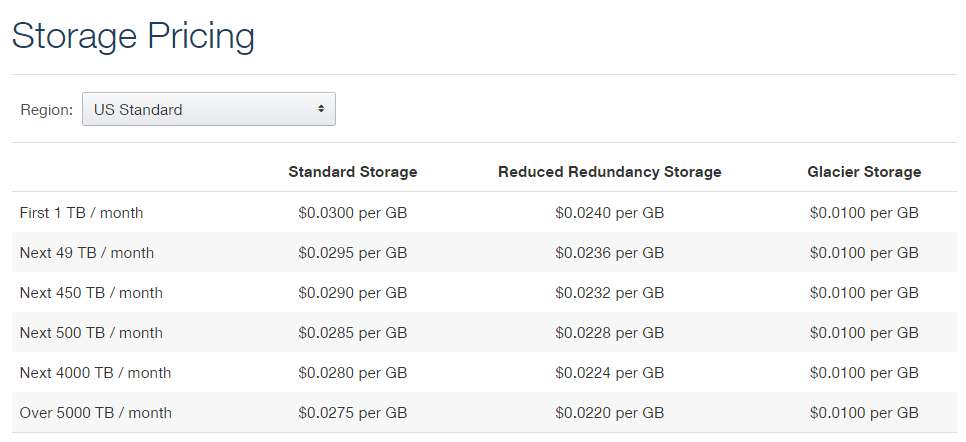 Storage Pricing
Region: US Standard
Standard Storage Reduced Redundancy Storage Glacier Storage
First 1 TB / month $0.0300 per GB $0.0240 per GB $0.0100 per GB
Next 49 TB / month $0.0295 per GB $0.0236 per GB $0.0100 per GB
Next 450 TB / month $0.0290 per GB $0.0232 per GB $0.0100 per GB
Next 500 TB / month $0.0285 per GB $0.0228 per GB $0.0100 per GB
Next 4000 TB / month $0.0280 per GB $0.0224 per GB $0.0100 per GB
Over 5000 TB / month $0.0275 per GB $0.0220 per GB $0.0100 per GB